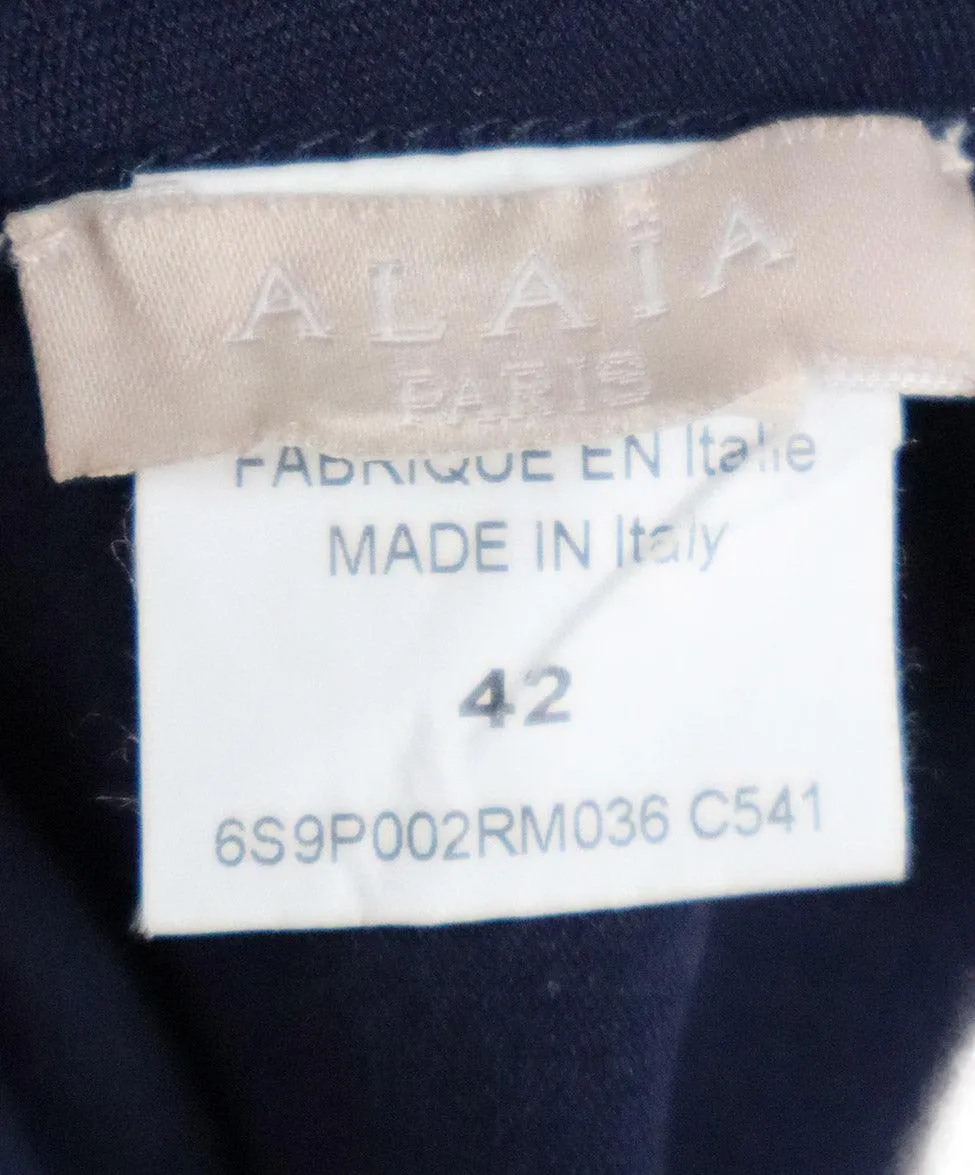 ALAÏA
PARIS
FABRIQUE EN Italie
MADE IN Italy
42
6S9P002RM036 C541